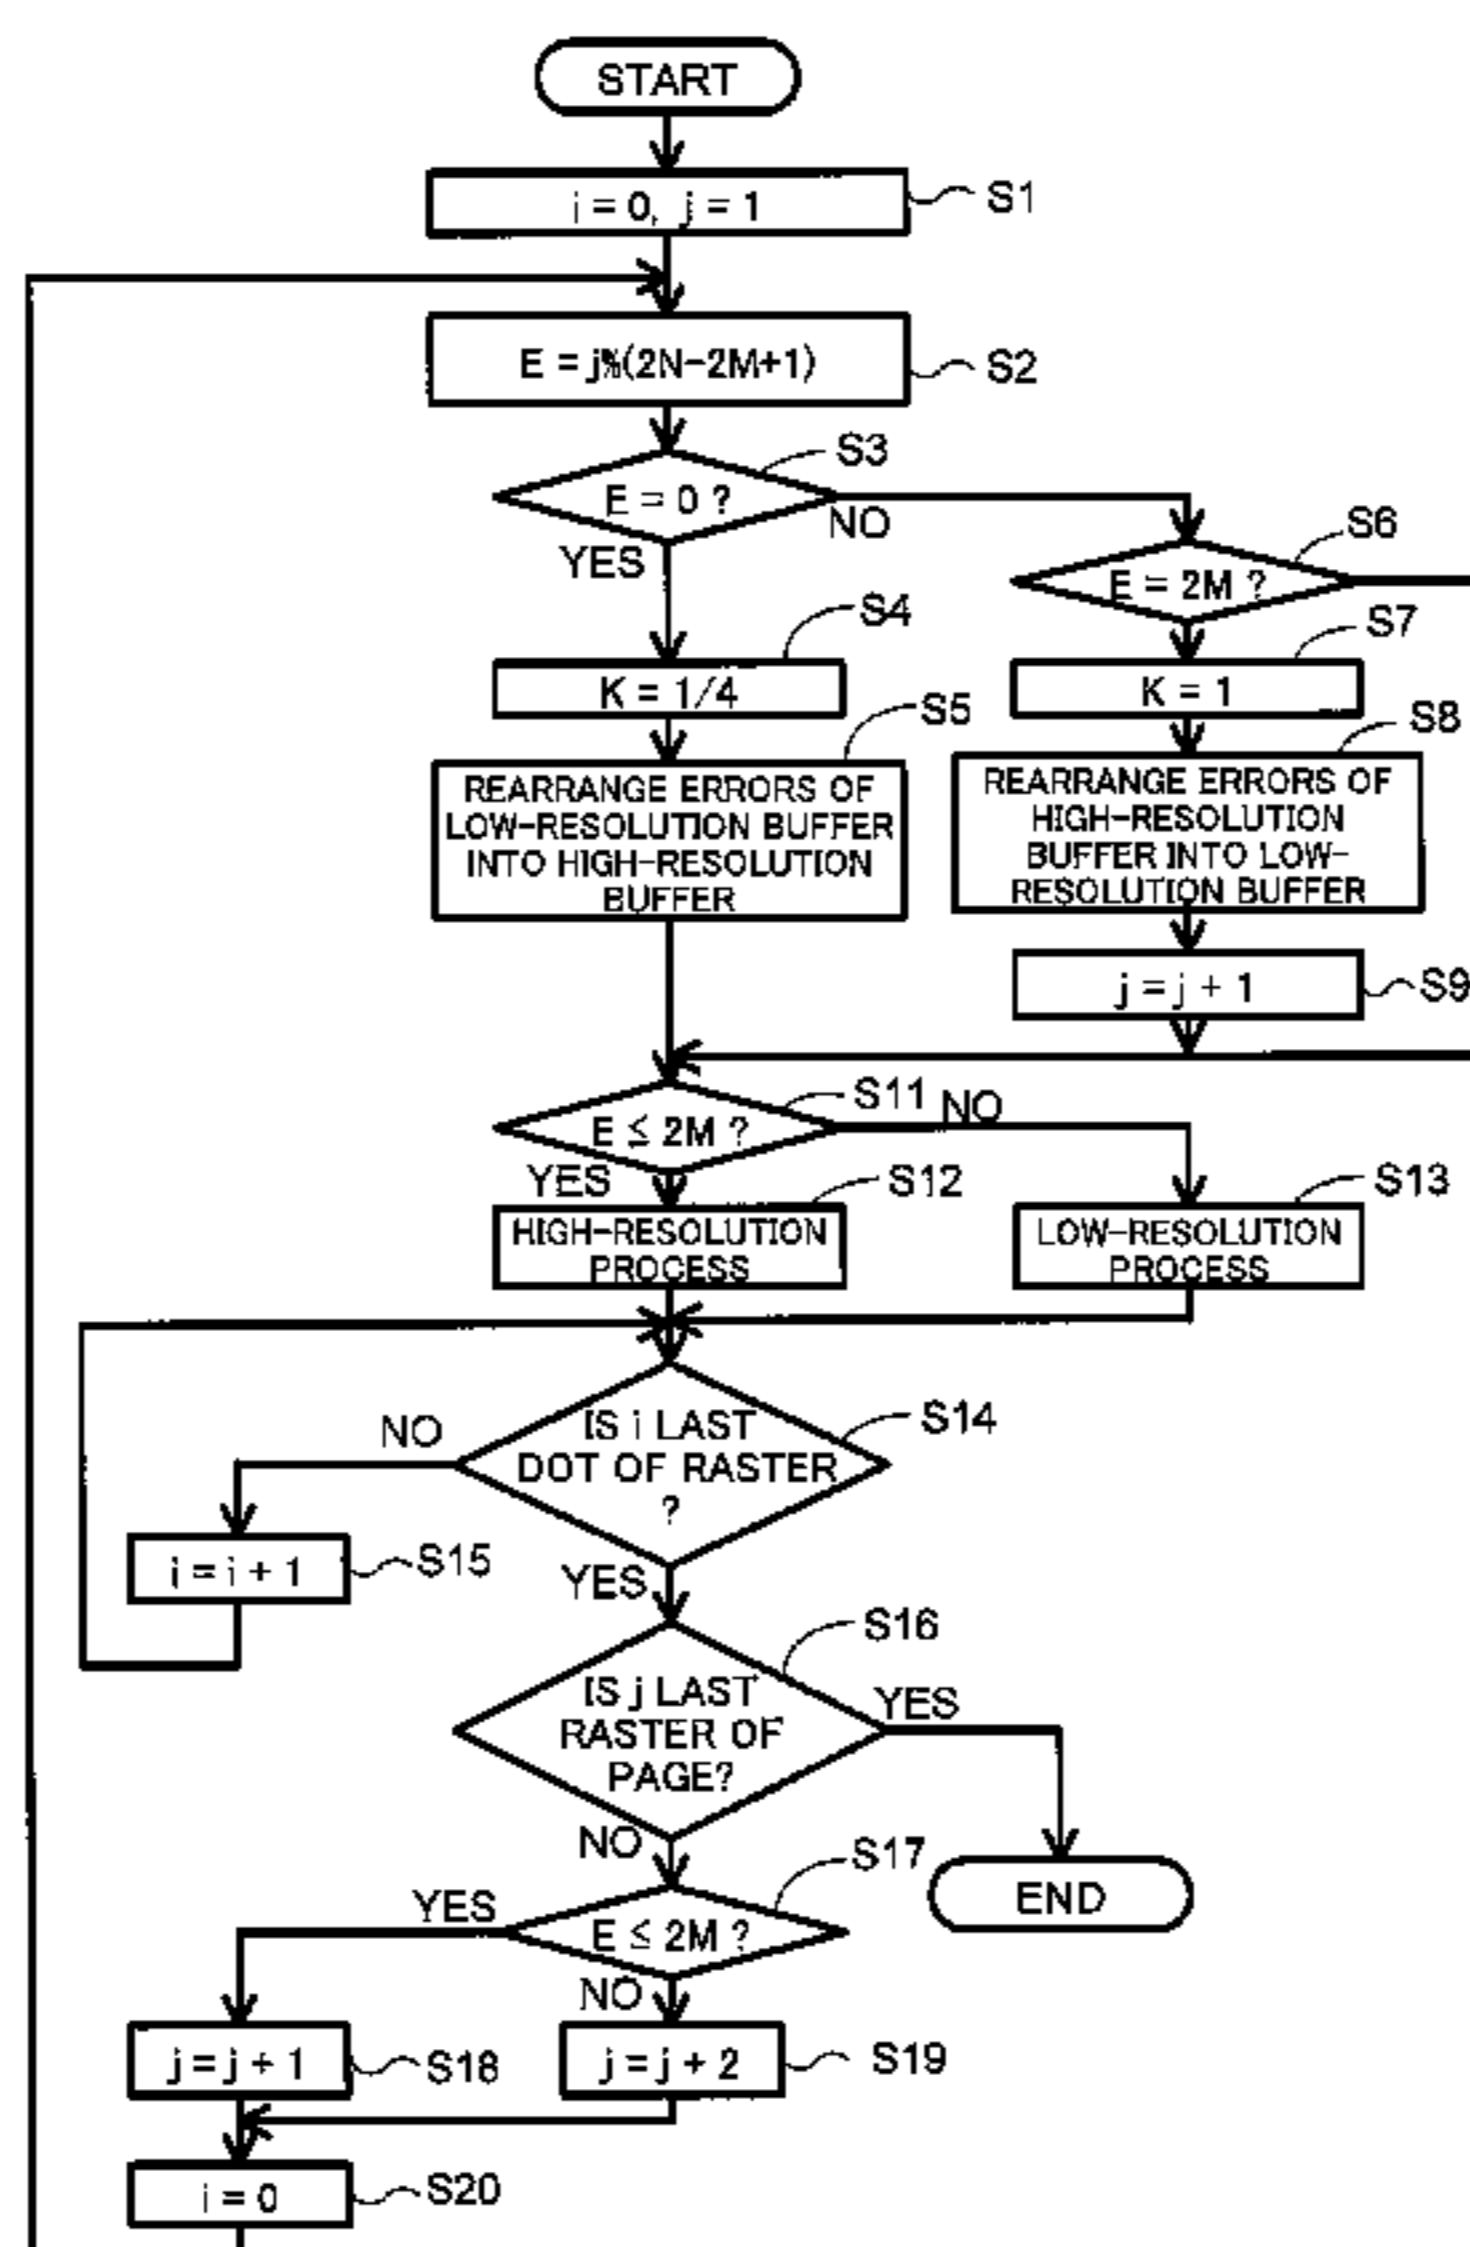 START
i = 0, j = 1
S1
E = j%(2N-2M+1)
S2
S3
E = 0 ?
NO
YES
S6
E = 2M ?
S4
K = 1/4
S7
K = 1
S5
REARRANGE ERRORS OF
LOW-RESOLUTION BUFFER
INTO HIGH-RESOLUTION
BUFFER
S8
REARRANGE ERRORS OF
HIGH-RESOLUTION
BUFFER INTO LOW-
RESOLUTION BUFFER
j = j + 1
S9
S11
NO
E ≤ 2M ?
YES
S12
HIGH-RESOLUTION
PROCESS
S13
LOW-RESOLUTION
PROCESS
S14
IS i LAST
DOT OF RASTER
?
NO
i = i + 1
S15
YES
S16
IS j LAST
RASTER OF
PAGE?
YES
NO
END
S17
E ≤ 2M ?
YES
NO
j = j + 1
S18
j = j + 2
S19
i = 0
S20